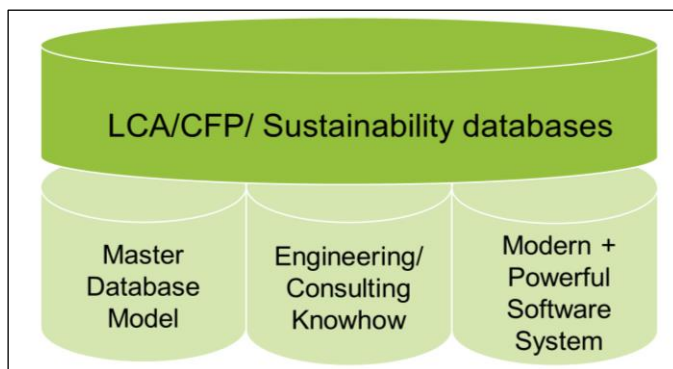 LCA/CFP/ Sustainability databases
Master
Database
Model
Engineering/
Consulting
Knowhow
Modern +
Powerful
Software
System